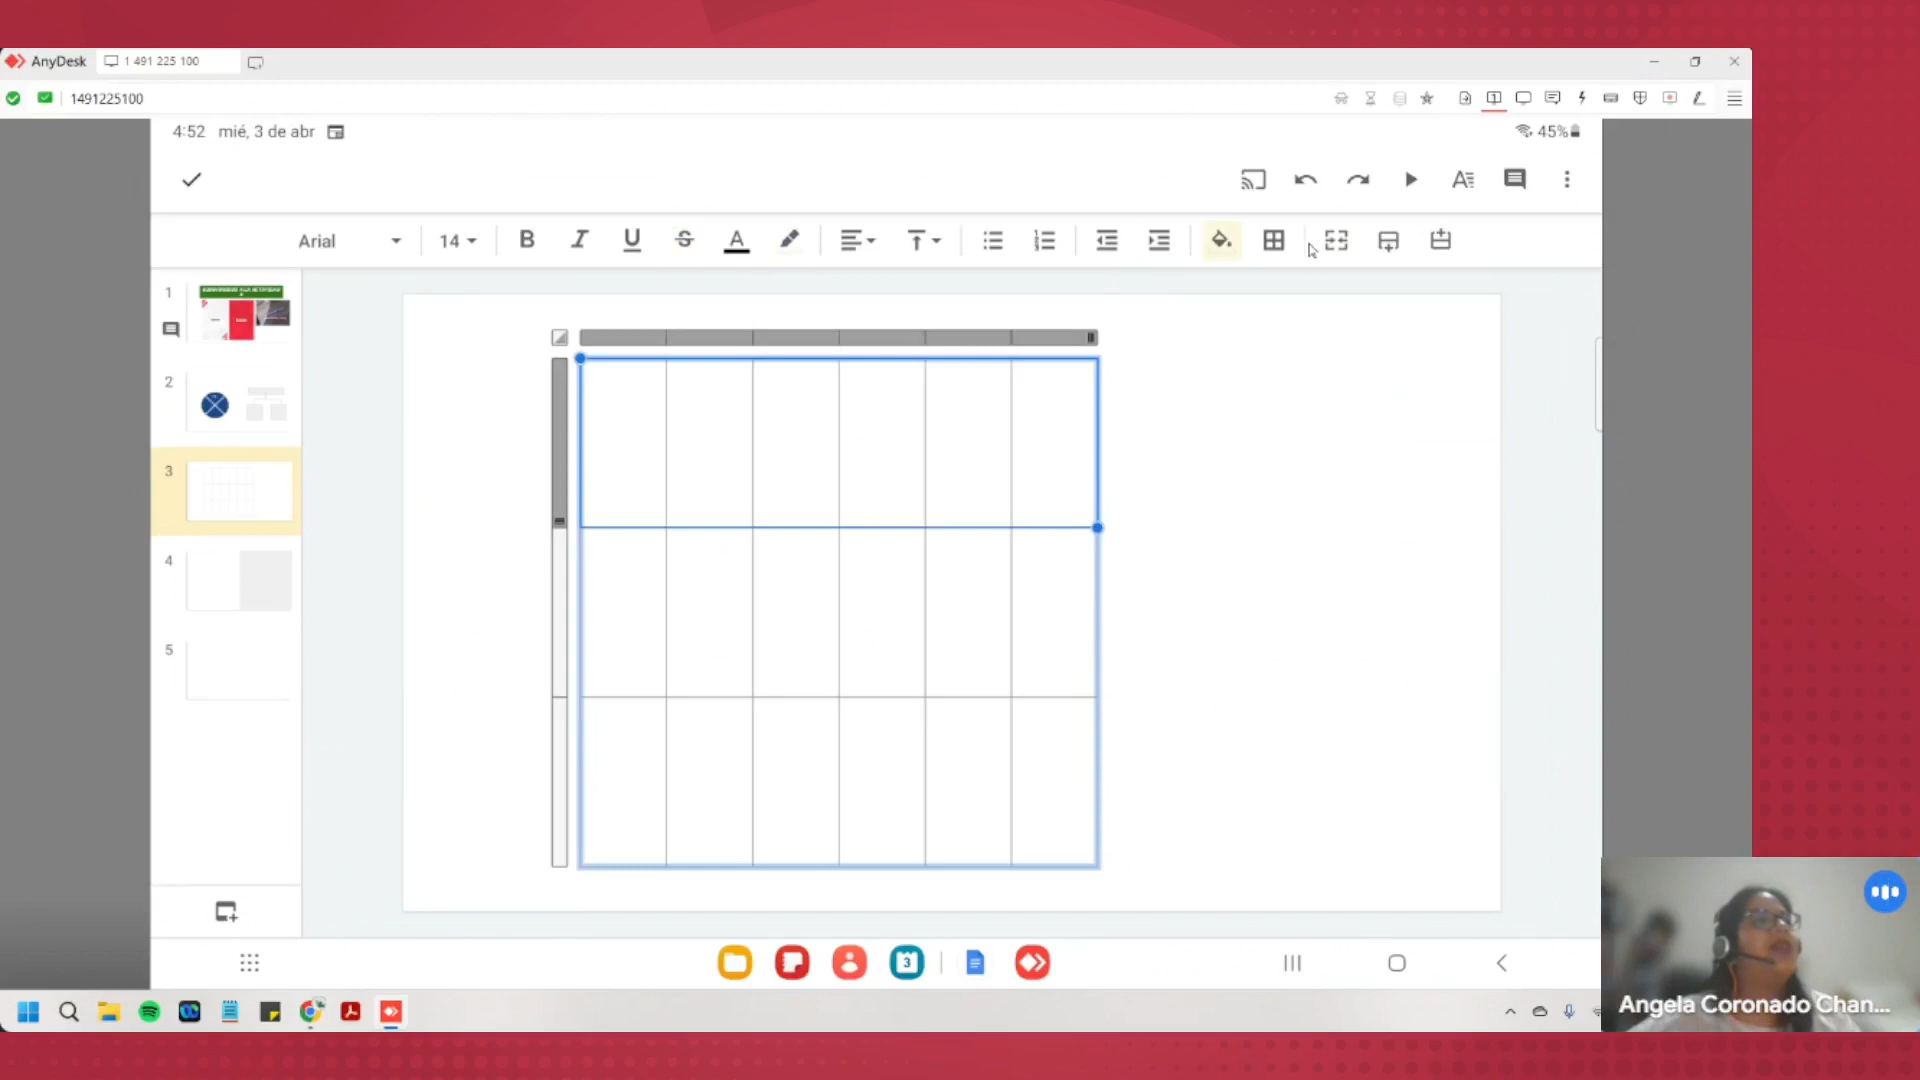 AnyDesk 1 491 225 100
1491225100
4:52 mié, 3 de abr 45%
Arial 14 B I U S A
1
2
3
4
5
3
Angela Coronado Chan...